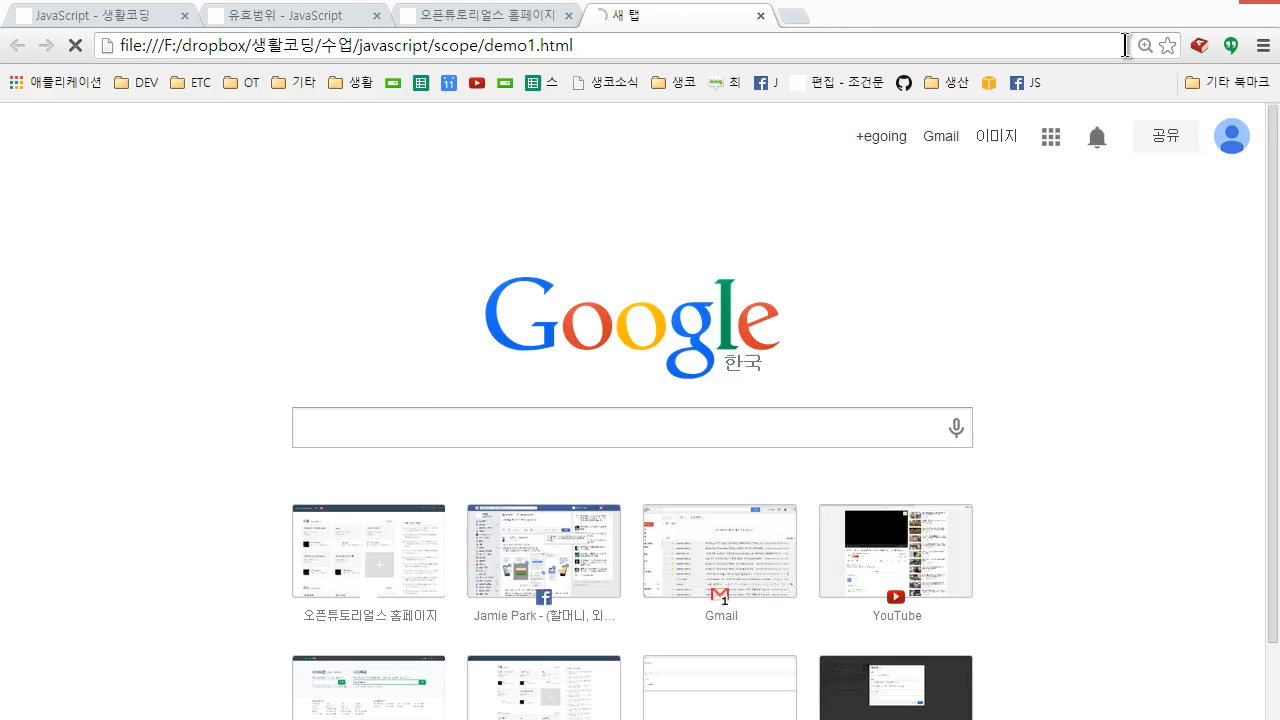 JavaScript - 생활코딩
유효범위 - JavaScript
오픈튜토리얼스 홈페이지
새 탭
file:///F:/dropbox/생활코딩/수업/javascript/scope/demo1.hml
애플리케이션 DEV ETC OT 기타 생활 11 스 생코소식 생코 최 J 편집 - 조건문 생산 JS 기타 북마크
+egoing Gmail 이미지 공유
Google
한국
오픈튜토리얼스 홈페이지
Jamie Park - (할머니, 외...
Gmail
YouTube